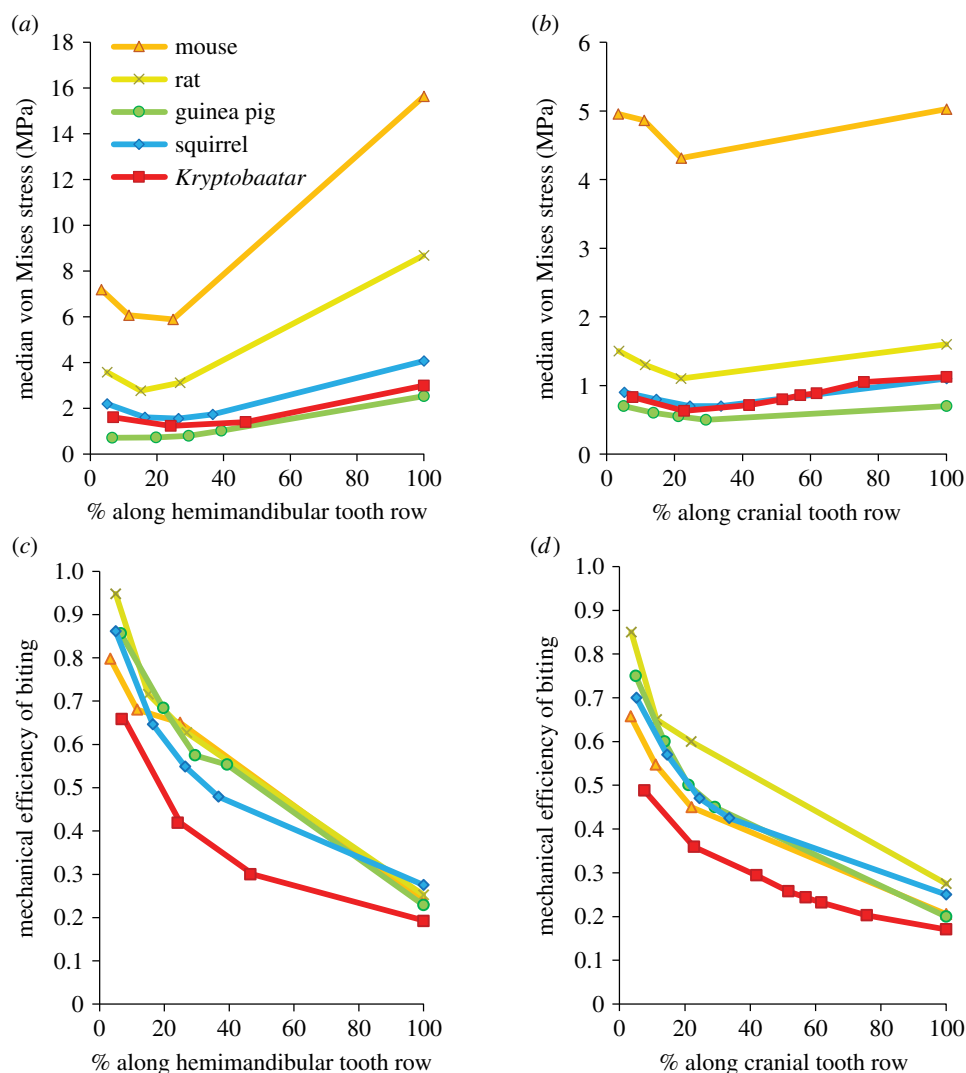 (a)
18
16
14
12
10
8
6
4
2
0
median von Mises stress (MPa)
mouse
rat
guinea pig
squirrel
Kryptobaatar
0 20 40 60 80 100
% along hemimandibular tooth row
(b)
6
5
4
3
2
1
0
median von Mises stress (MPa)
0 20 40 60 80 100
% along cranial tooth row
(c)
1.0
0.9
0.8
0.7
0.6
0.5
0.4
0.3
0.2
0.1
0
mechanical efficiency of biting
0 20 40 60 80 100
% along hemimandibular tooth row
(d)
1.0
0.9
0.8
0.7
0.6
0.5
0.4
0.3
0.2
0.1
0
mechanical efficiency of biting
0 20 40 60 80 100
% along cranial tooth row